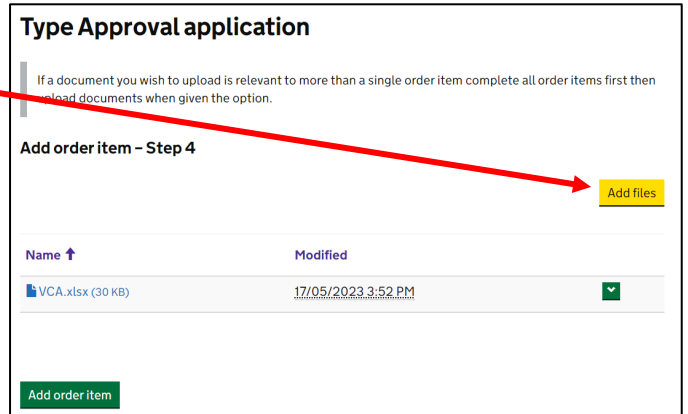 Type Approval application
If a document you wish to upload is relevant to more than a single order item complete all order items first then
upload documents when given the option.
Add order item – Step 4
Add files
Name ↑ Modified
VCA.xlsx (30 KB) 17/05/2023 3:52 PM
Add order item